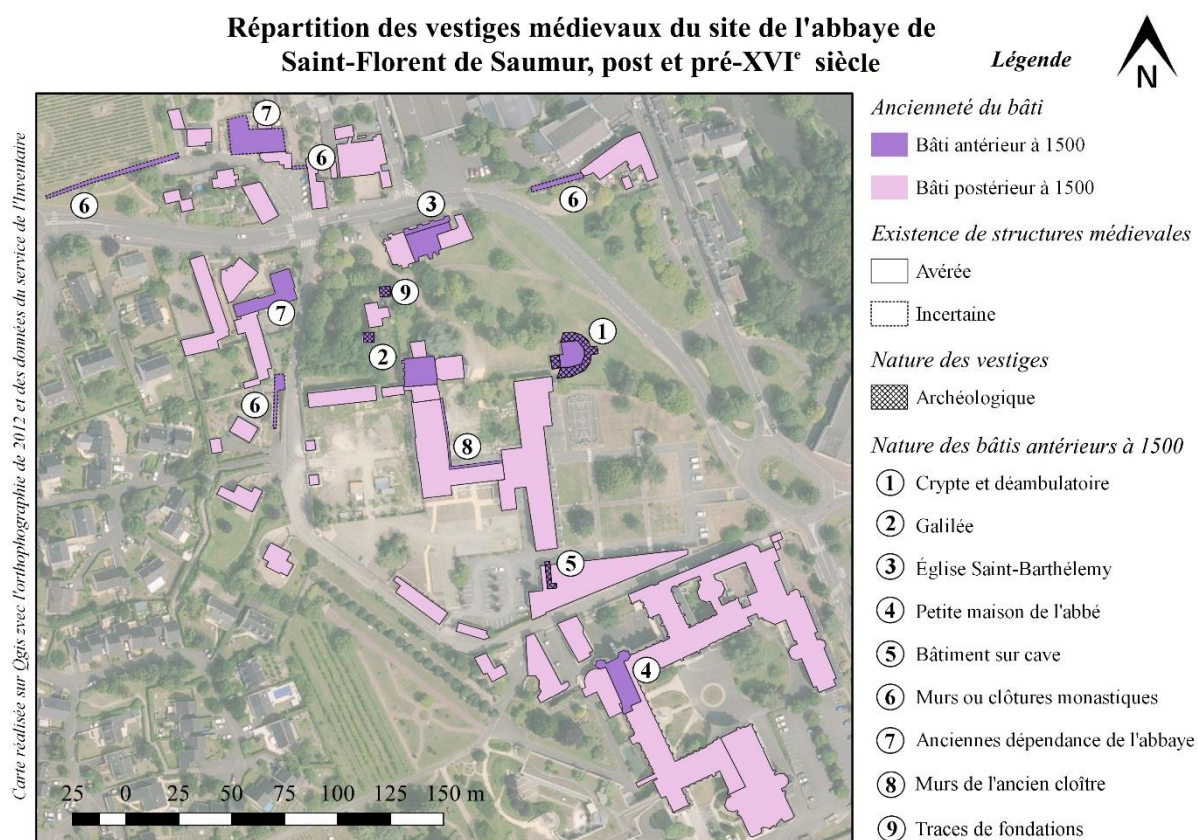 Répartition des vestiges médievaux du site de l'abbaye de
Saint-Florent de Saumur, post et pré-XVIᵉ siècle
Légende
N
Ancienneté du bâti
Bâti antérieur à 1500
Bâti postérieur à 1500
Existence de structures médievales
Avérée
Incertaine
Nature des vestiges
Archéologique
Nature des bâtis antérieurs à 1500
1 Crypte et déambulatoire
2 Galilée
3 Église Saint-Barthélemy
4 Petite maison de l'abbé
5 Bâtiment sur cave
6 Murs ou clôtures monastiques
7 Anciennes dépendance de l'abbaye
8 Murs de l'ancien cloître
9 Traces de fondations
Carte réalisée sur Qgis zvec l'orthophographie de 2012 et des données du service de l'Inventaire
7
6
6
6
3
9
7
1
2
6
8
5
4
25 0 25 50 75 100 125 150 m